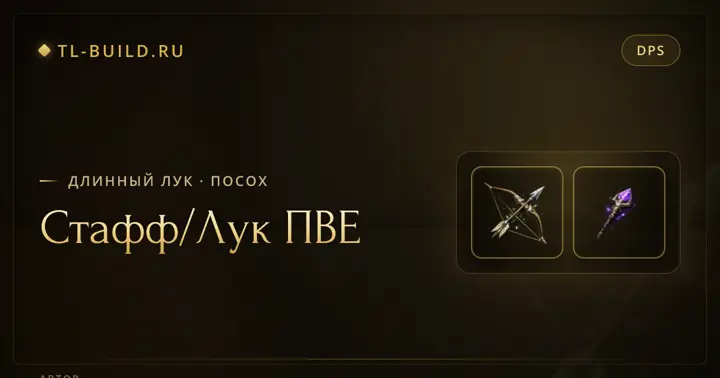 TL-BUILD.RU
DPS
ДЛИННЫЙ ЛУК · ПОСОХ
Стафф/Лук ПВЕ